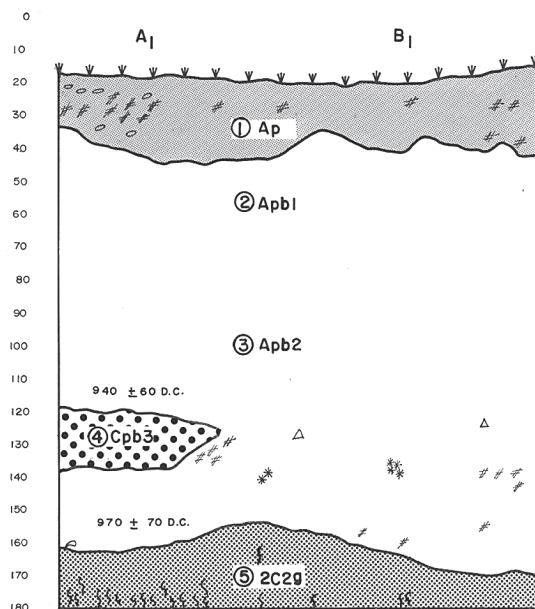 0
A1 B1
10
20
30
① Ap
40
50
② Apb1
60
70
80
90
③ Apb2
100
110
940 ± 60 D.C.
120
④ Cpb3
130
140
150
970 ± 70 D.C.
160
⑤ 2C2g
170
180